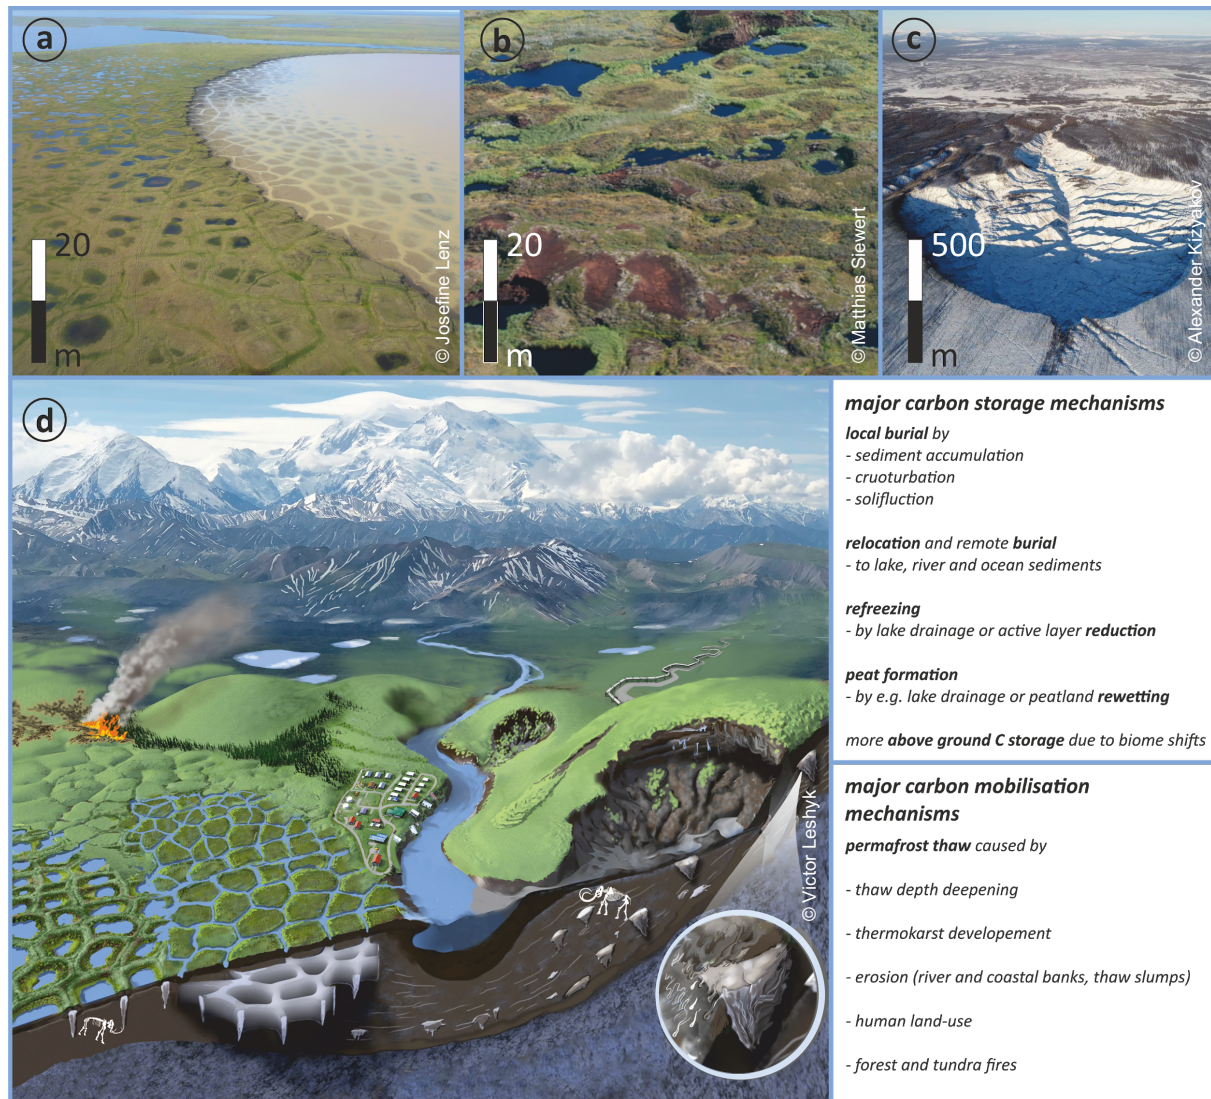 a
20
m
© Josefine Lenz
b
20
m
© Matthias Siewert
c
500
m
© Alexander Kizyakov
d
© Victor Leshyk
major carbon storage mechanisms
local burial by
- sediment accumulation
- cruoturbation
- solifluction
relocation and remote burial
- to lake, river and ocean sediments
refreezing
- by lake drainage or active layer reduction
peat formation
- by e.g. lake drainage or peatland rewetting
more above ground C storage due to biome shifts
major carbon mobilisation
mechanisms
permafrost thaw caused by
- thaw depth deepening
- thermokarst developement
- erosion (river and coastal banks, thaw slumps)
- human land-use
- forest and tundra fires